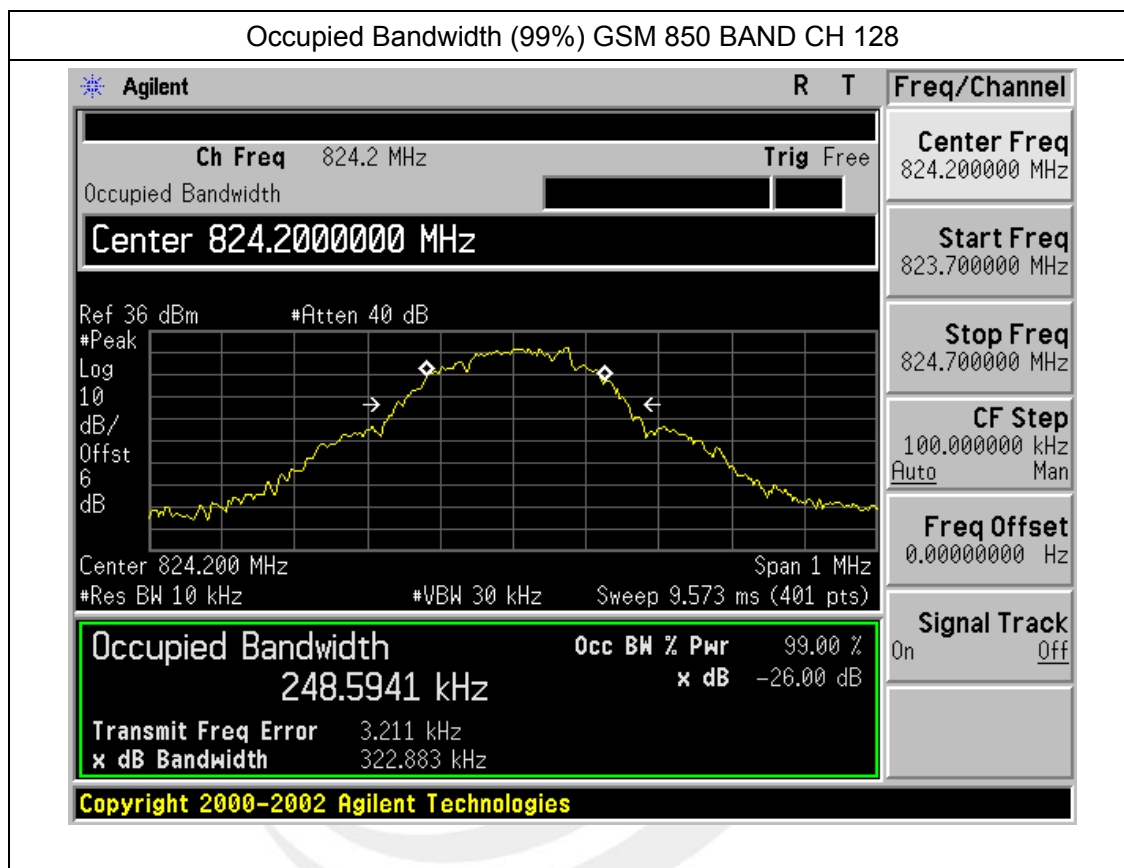 Occupied Bandwidth (99%) GSM 850 BAND CH 128
Agilent R T
Ch Freq 824.2 MHz Trig Free
Occupied Bandwidth
Center 824.2000000 MHz
Ref 36 dBm #Atten 40 dB
#Peak
Log
10
dB/
Offst
6
dB
Center 824.200 MHz Span 1 MHz
#Res BW 10 kHz #VBW 30 kHz Sweep 9.573 ms (401 pts)
Occupied Bandwidth Occ BW % Pwr 99.00 %
248.5941 kHz x dB -26.00 dB
Transmit Freq Error 3.211 kHz
x dB Bandwidth 322.883 kHz
Copyright 2000-2002 Agilent Technologies
Freq/Channel
Center Freq
824.200000 MHz
Start Freq
823.700000 MHz
Stop Freq
824.700000 MHz
CF Step
100.000000 kHz
Auto Man
Freq Offset
0.00000000 Hz
Signal Track
On Off